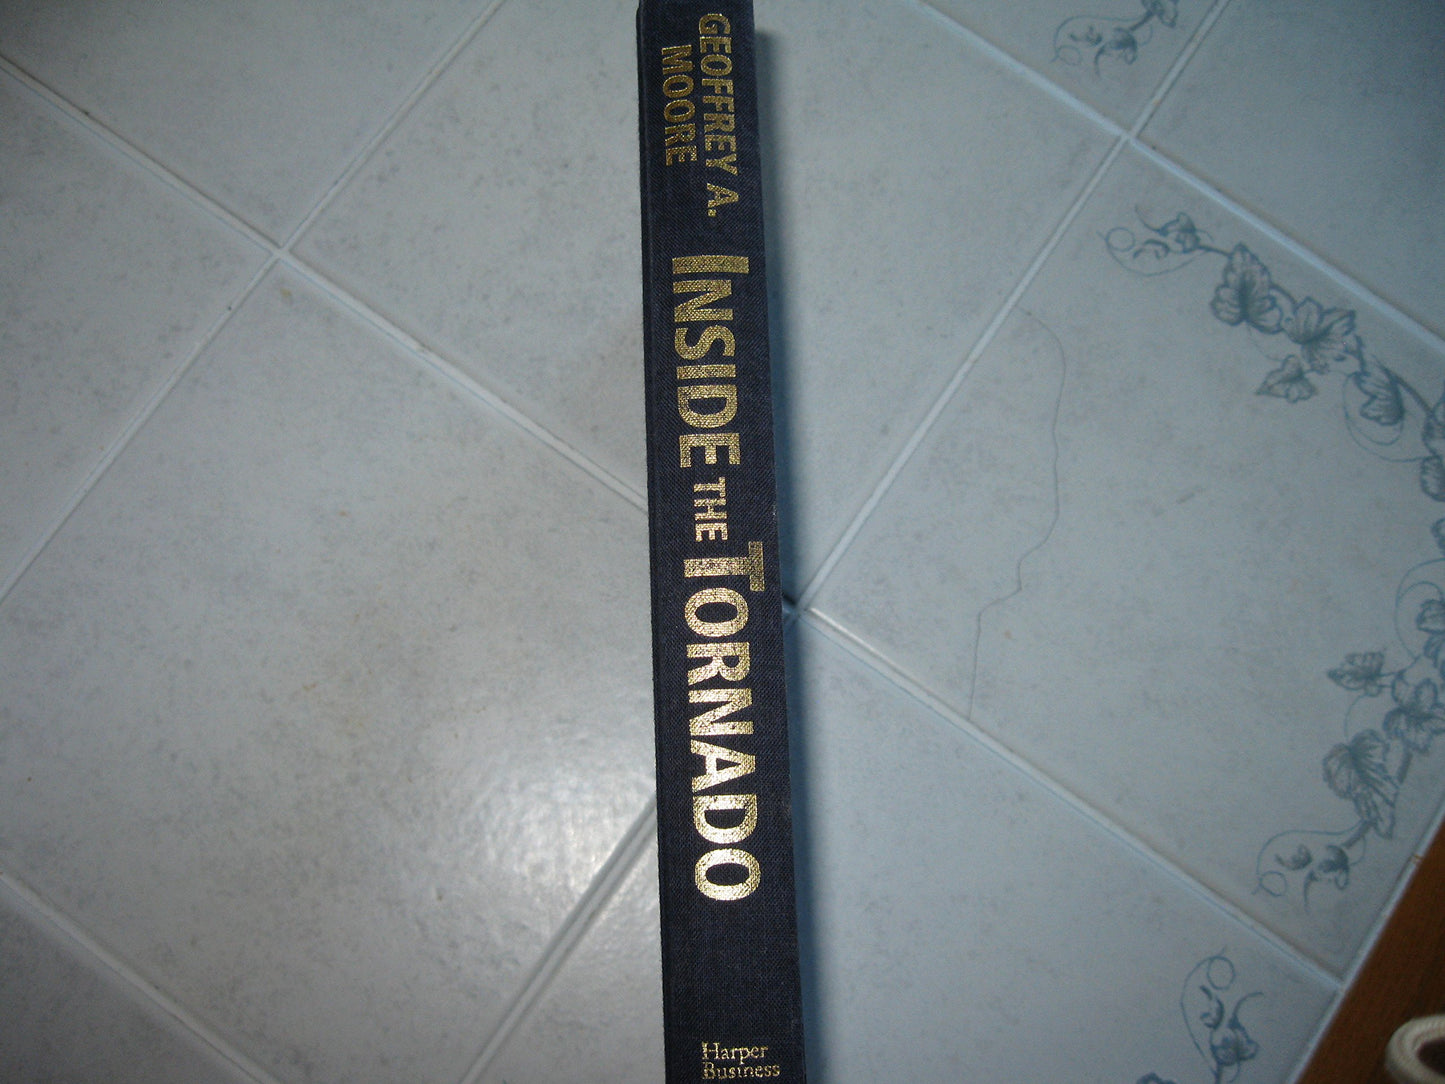 GEOFFREY A.
MOORE
INSIDE THE TORNADO
Harper
Business